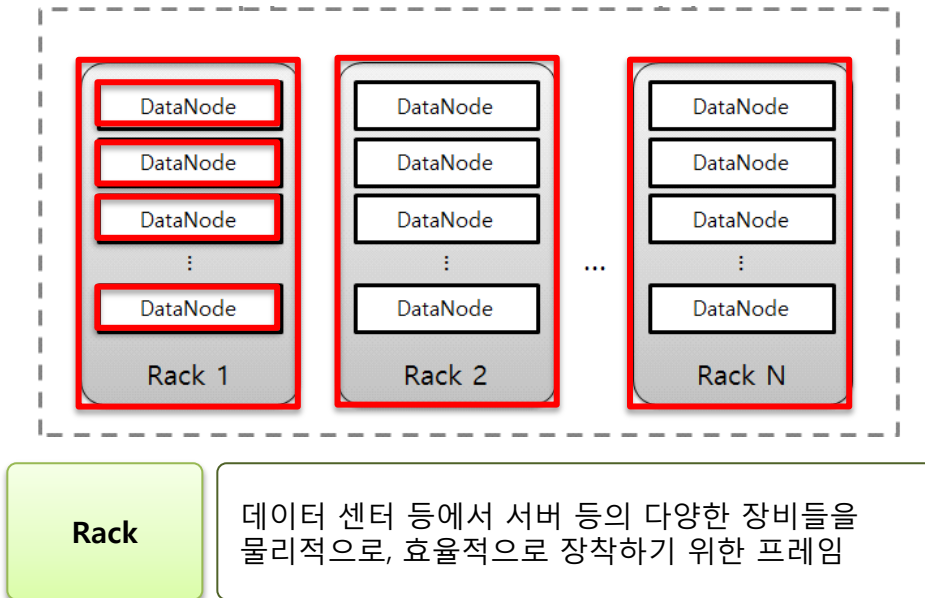 DataNode
DataNode
DataNode
⋮
DataNode
Rack 1
DataNode
DataNode
DataNode
⋮
DataNode
Rack 2
...
DataNode
DataNode
DataNode
⋮
DataNode
Rack N
Rack
데이터 센터 등에서 서버 등의 다양한 장비들을
물리적으로, 효율적으로 장착하기 위한 프레임